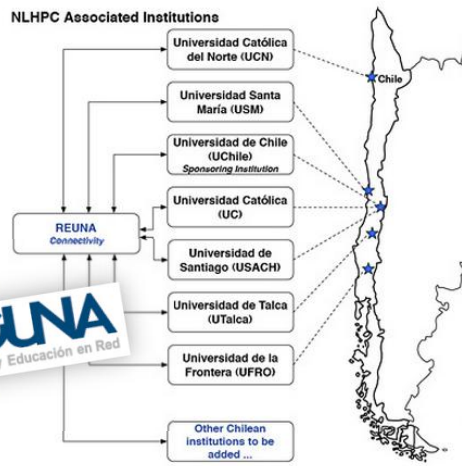 NLHPC Associated Institutions
Universidad Católica
del Norte (UCN)
Universidad Santa
María (USM)
Universidad de Chile
(UChile)
Sponsoring Institution
Universidad Católica
(UC)
REUNA
Connectivity
Universidad de
Santiago (USACH)
Universidad de Talca
(UTalca)
Universidad de la
Frontera (UFRO)
Other Chilean
institutions to be
added ...
Chile
UNA
y Educación en Red